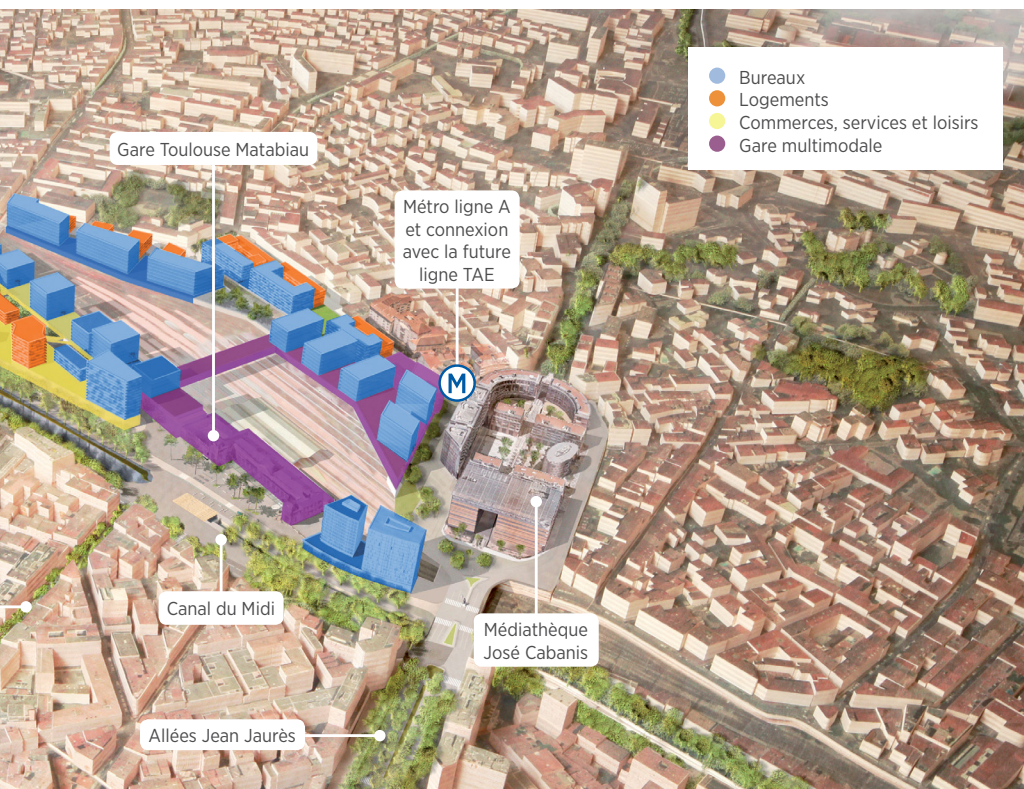 Bureaux
Logements
Commerces, services et loisirs
Gare multimodale
Gare Toulouse Matabiau
Métro ligne A
et connexion
avec la future
ligne TAE
M
Canal du Midi
Médiathèque
José Cabanis
Allées Jean Jaurès